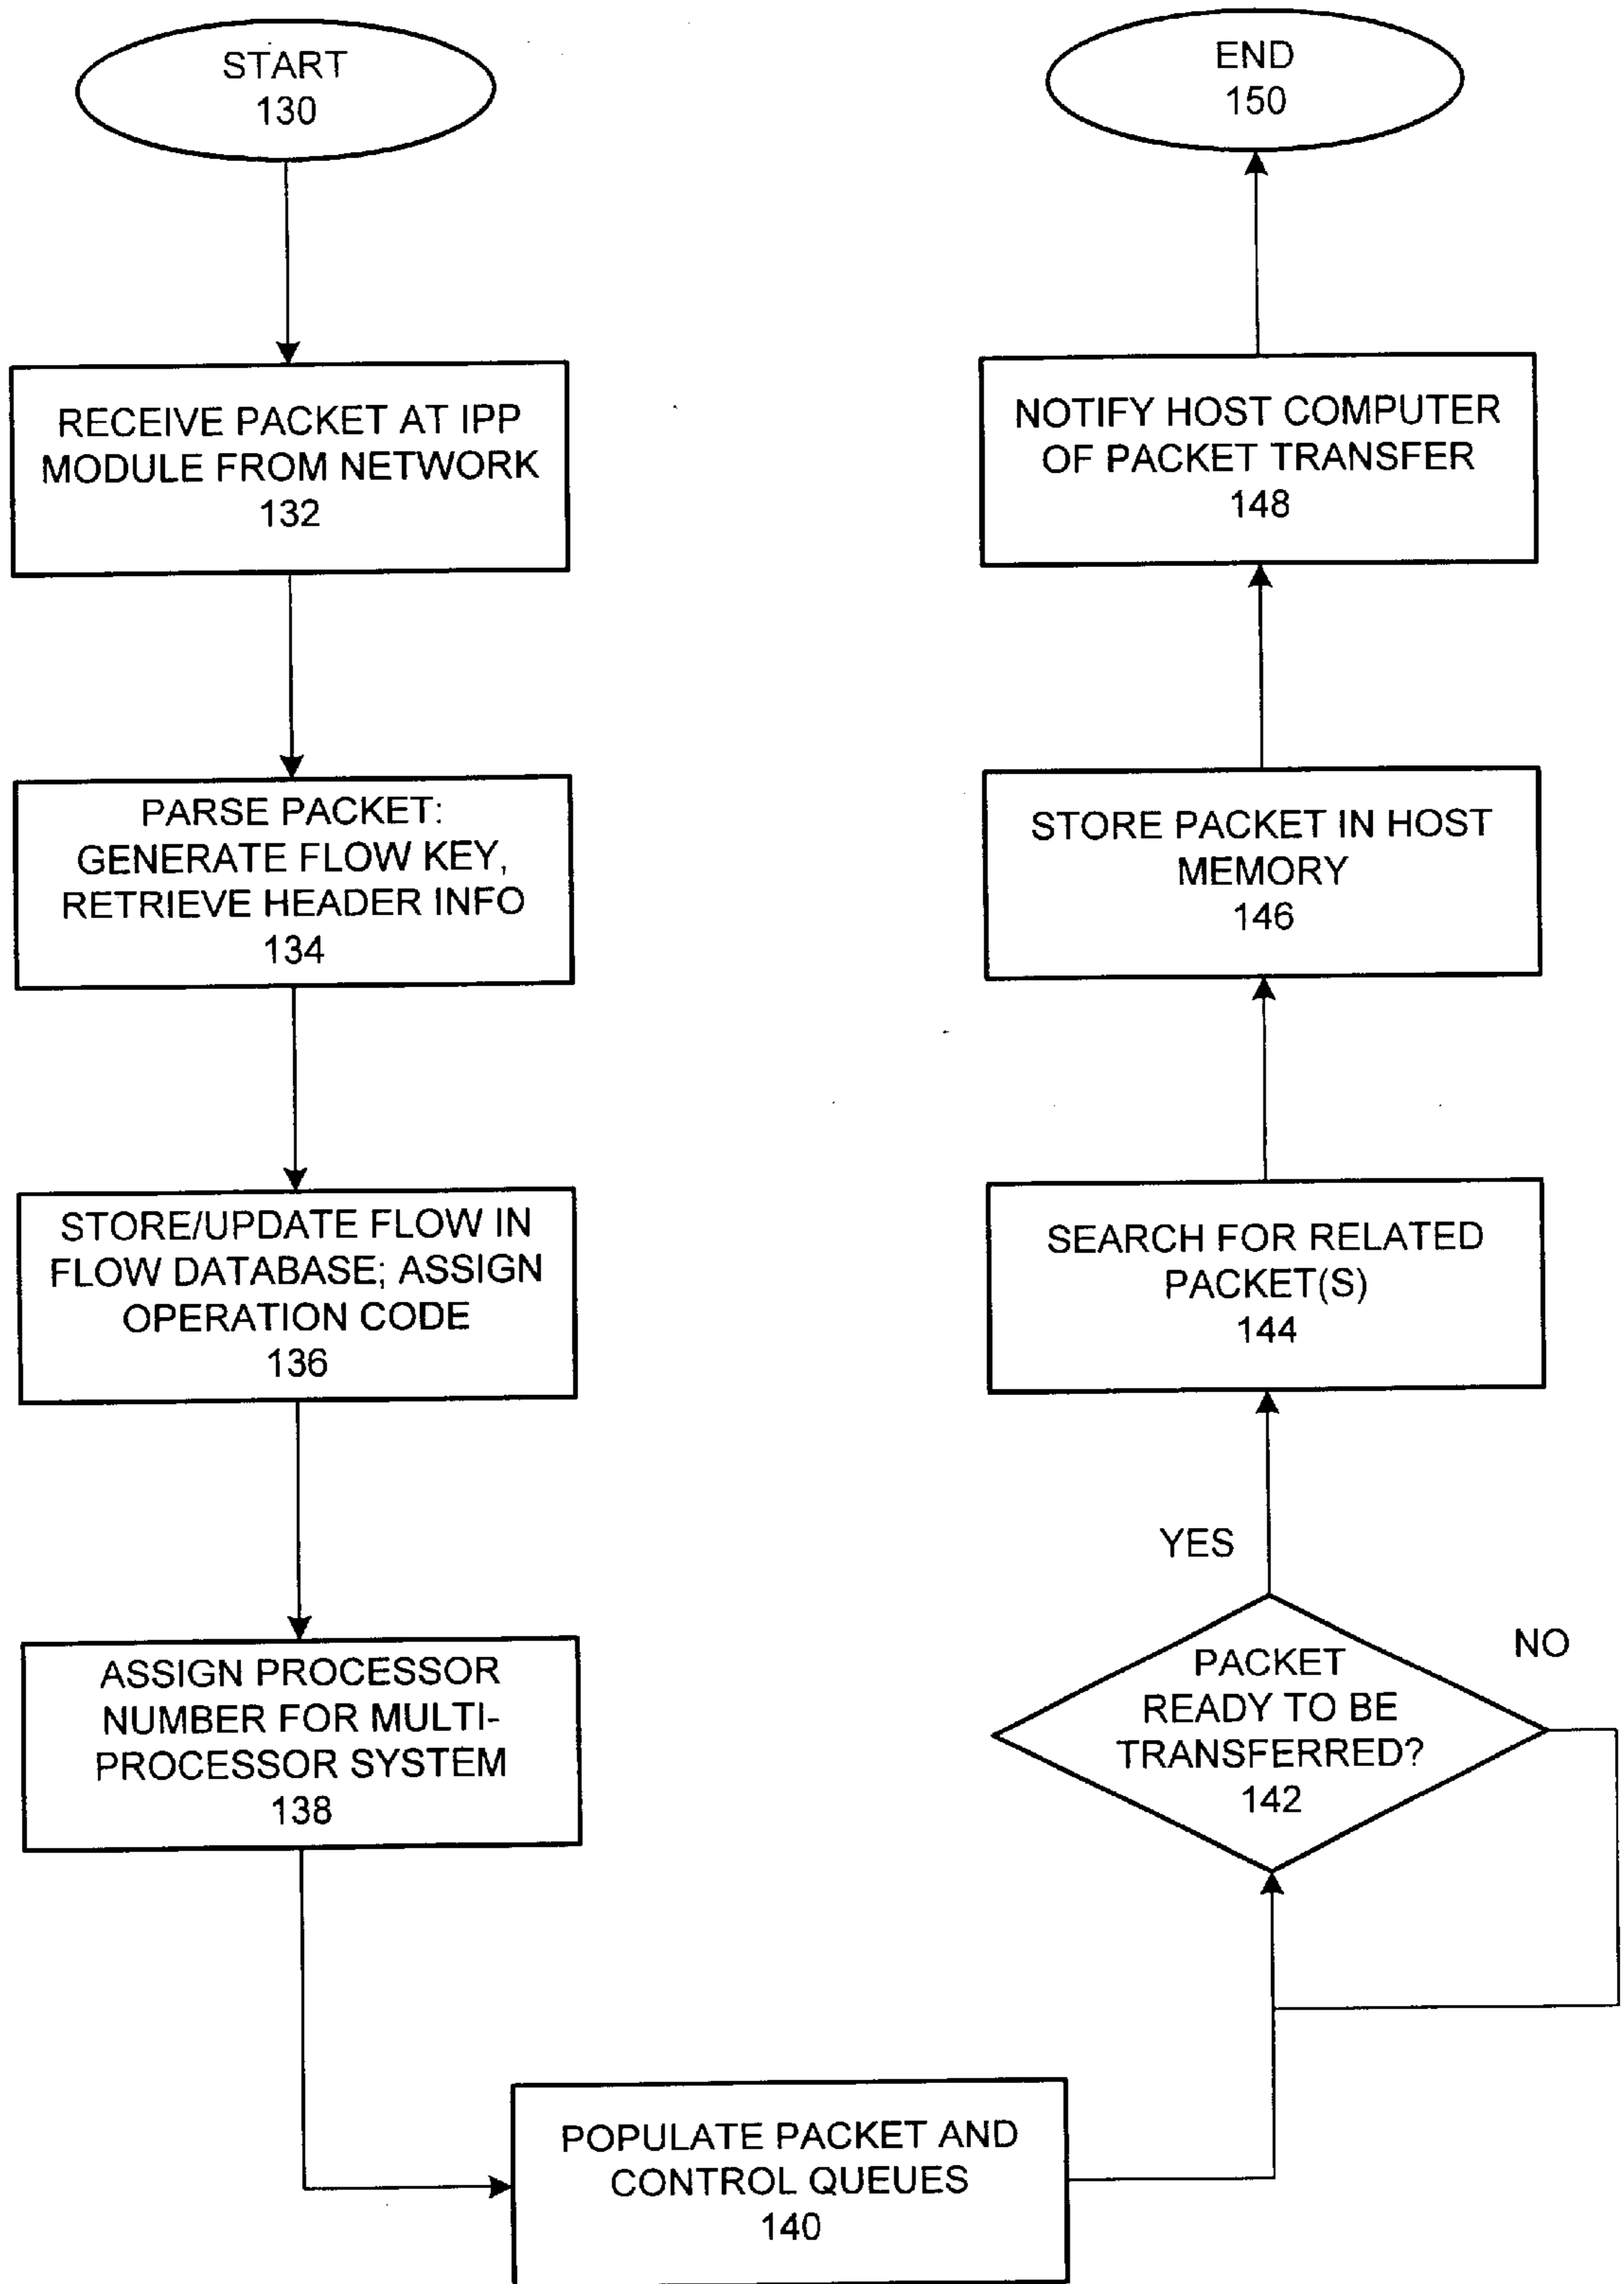 START
130
RECEIVE PACKET AT IPP
MODULE FROM NETWORK
132
PARSE PACKET:
GENERATE FLOW KEY,
RETRIEVE HEADER INFO
134
STORE/UPDATE FLOW IN
FLOW DATABASE; ASSIGN
OPERATION CODE
136
ASSIGN PROCESSOR
NUMBER FOR MULTI-
PROCESSOR SYSTEM
138
POPULATE PACKET AND
CONTROL QUEUES
140
PACKET
READY TO BE
TRANSFERRED?
142
NO
YES
SEARCH FOR RELATED
PACKET(S)
144
STORE PACKET IN HOST
MEMORY
146
NOTIFY HOST COMPUTER
OF PACKET TRANSFER
148
END
150